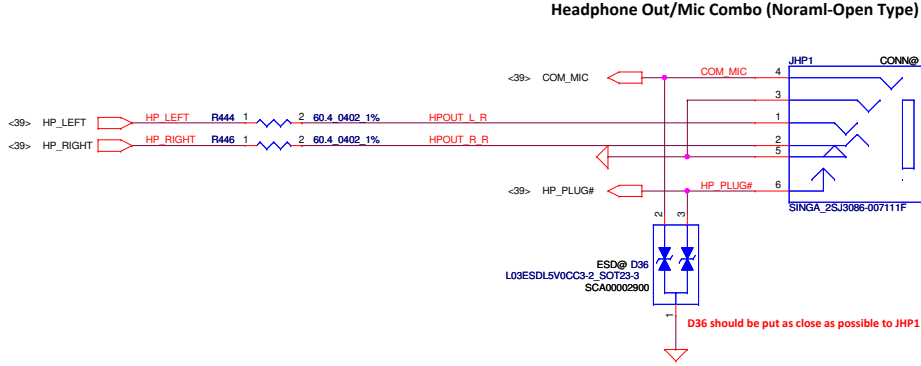 Headphone Out/Mic Combo (Noraml-Open Type)
JHP1 CONN@
<39> COM_MIC COM_MIC 4
3
<39> HP_LEFT HP_LEFT R444 1 2 60.4_0402_1% HPOUT_L_R 1
<39> HP_RIGHT HP_RIGHT R446 1 2 60.4_0402_1% HPOUT_R_R 2
5
<39> HP_PLUG# HP_PLUG# 6
SINGA_2SJ3086-007111F
2 3
ESD@ D36
L03ESDL5V0CC3-2_SOT23-3
SCA00002900
1
D36 should be put as close as possible to JHP1